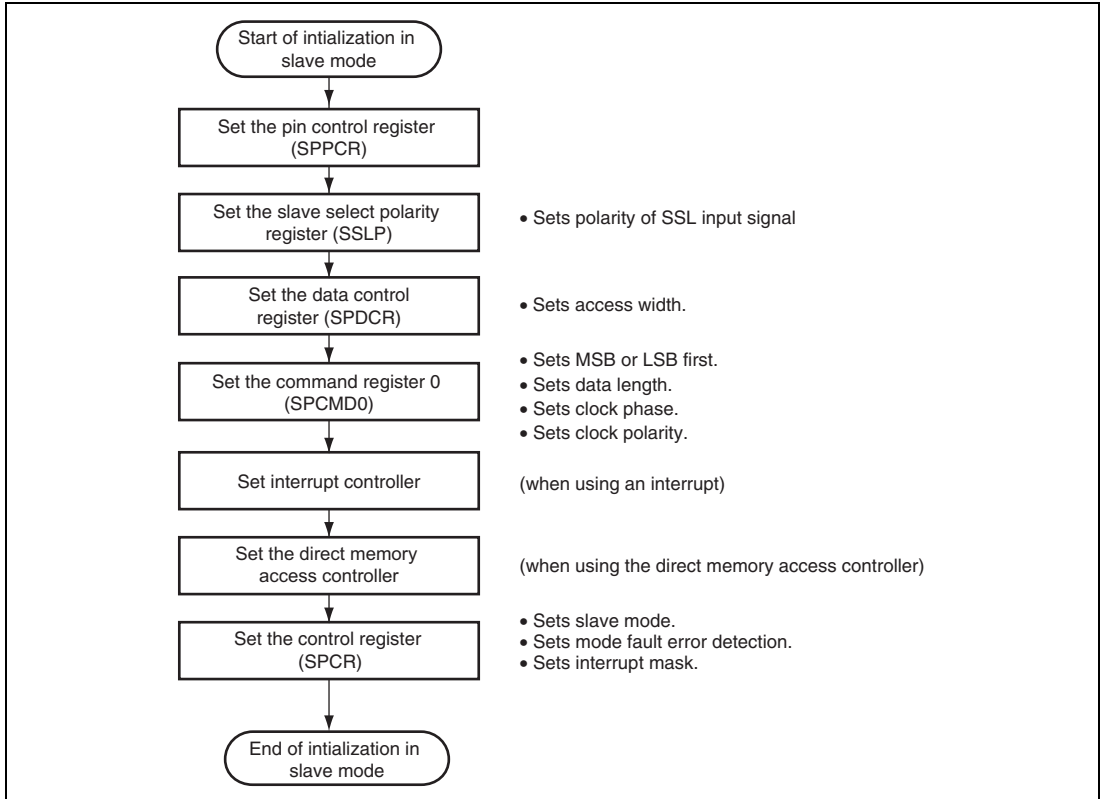 Start of intialization in
slave mode
Set the pin control register
(SPPCR)
Set the slave select polarity
register (SSLP)
• Sets polarity of SSL input signal
Set the data control
register (SPDCR)
• Sets access width.
Set the command register 0
(SPCMD0)
• Sets MSB or LSB first.
• Sets data length.
• Sets clock phase.
• Sets clock polarity.
Set interrupt controller
(when using an interrupt)
Set the direct memory
access controller
(when using the direct memory access controller)
Set the control register
(SPCR)
• Sets slave mode.
• Sets mode fault error detection.
• Sets interrupt mask.
End of intialization in
slave mode